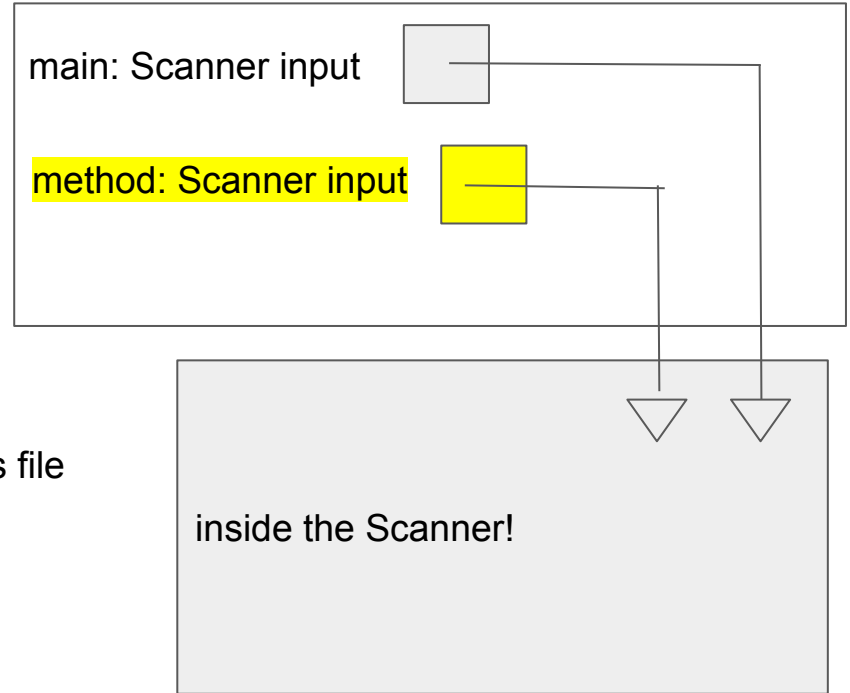 main: Scanner input
method: Scanner input
s file
inside the Scanner!